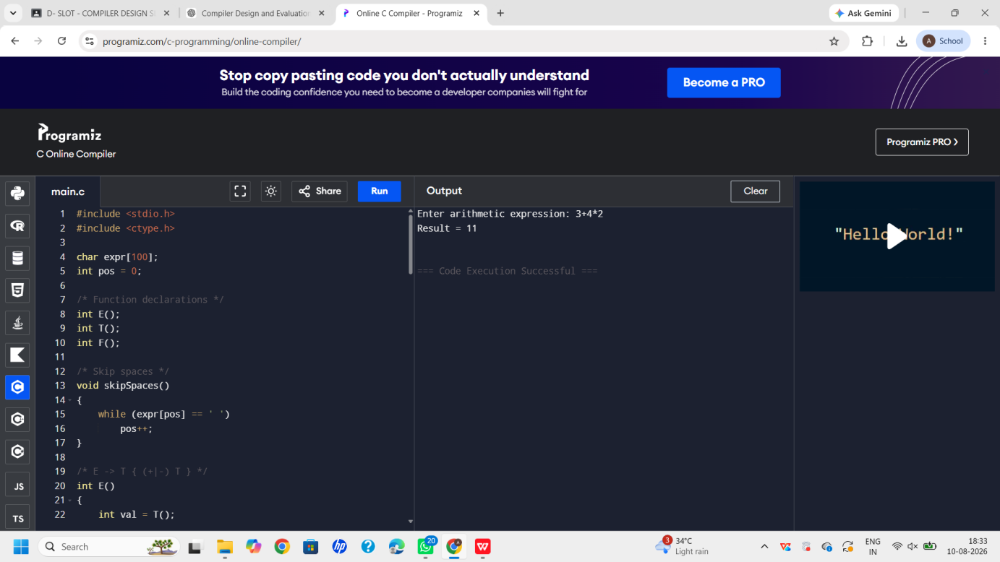 D- SLOT - COMPILER DESIGN S
Compiler Design and Evaluation
Online C Compiler - Programiz
Ask Gemini
programiz.com/c-programming/online-compiler/
A
School
Stop copy pasting code you don't actually understand
Build the coding confidence you need to become a developer companies will fight for
Become a PRO
Programiz
C Online Compiler
Programiz PRO ❯
main.c
Share
Run
Output
Clear
1 #include <stdio.h>
2 #include <ctype.h>
3
4 char expr[100];
5 int pos = 0;
6
7 /* Function declarations */
8 int E();
9 int T();
10 int F();
11
12 /* Skip spaces */
13 void skipSpaces()
14 {
15 while (expr[pos] == ' ')
16 pos++;
17 }
18
19 /* E -> T { (+|-) T } */
20 int E()
21 {
22 int val = T();
Enter arithmetic expression: 3+4*2
Result = 11
=== Code Execution Successful ===
"Hello World!"
JS
TS
Search
20
3
34°C
Light rain
ENG
IN
18:33
10-08-2026